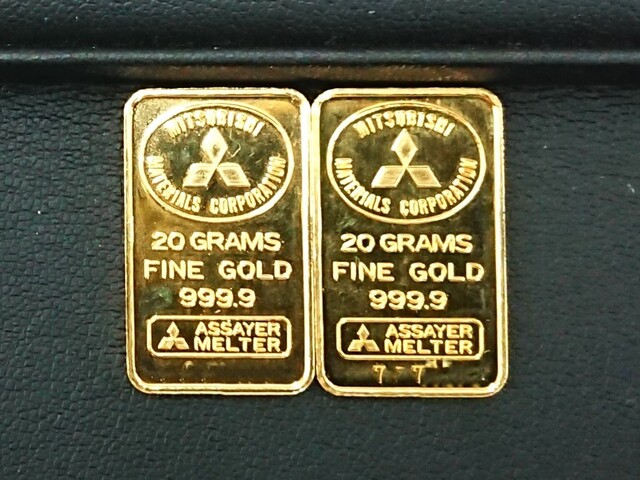 MITSUBISHI
MATERIALS CORPORATION
20 GRAMS
FINE GOLD
999.9
ASSAYER
MELTER
MITSUBISHI
MATERIALS CORPORATION
20 GRAMS
FINE GOLD
999.9
ASSAYER
MELTER